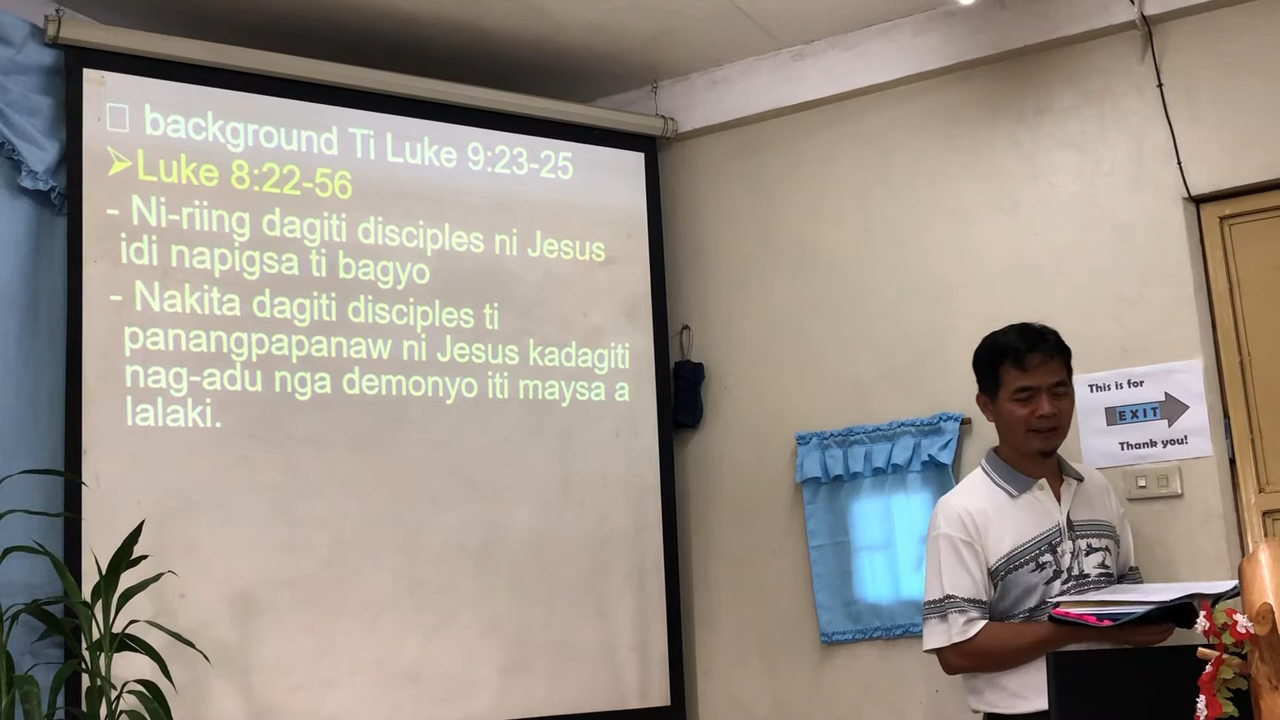 background Ti Luke 9:23-25
➢Luke 8:22-56
- Ni-riing dagiti disciples ni Jesus
idi napigsa ti bagyo
- Nakita dagiti disciples ti
panangpapanaw ni Jesus kadagiti
nag-adu nga demonyo iti maysa a
lalaki.
This is for
EXIT
Thank you!